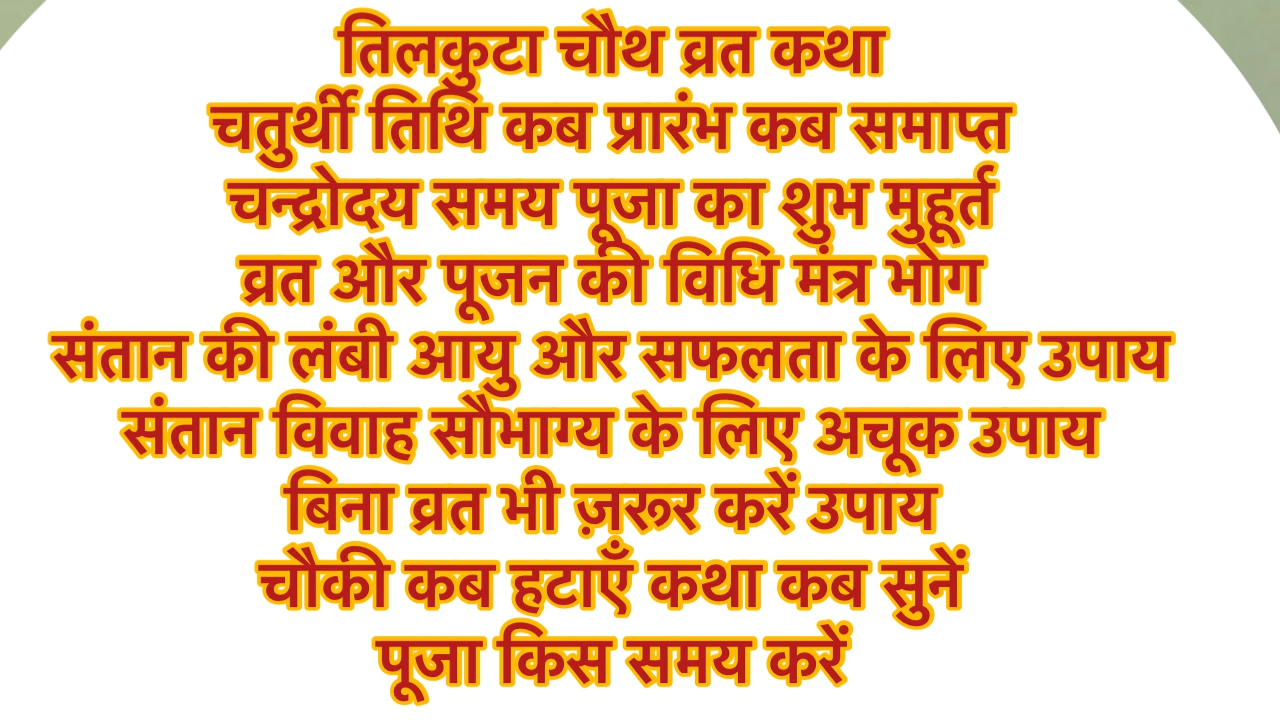 तिलकुटा चौथ व्रत कथा
चतुर्थी तिथि कब प्रारंभ कब समाप्त
चन्द्रोदय समय पूजा का शुभ मुहूर्त
व्रत और पूजन की विधि मंत्र भोग
संतान की लंबी आयु और सफलता के लिए उपाय
संतान विवाह सौभाग्य के लिए अचूक उपाय
बिना व्रत भी ज़रूर करें उपाय
चौकी कब हटाएँ कथा कब सुनें
पूजा किस समय करें